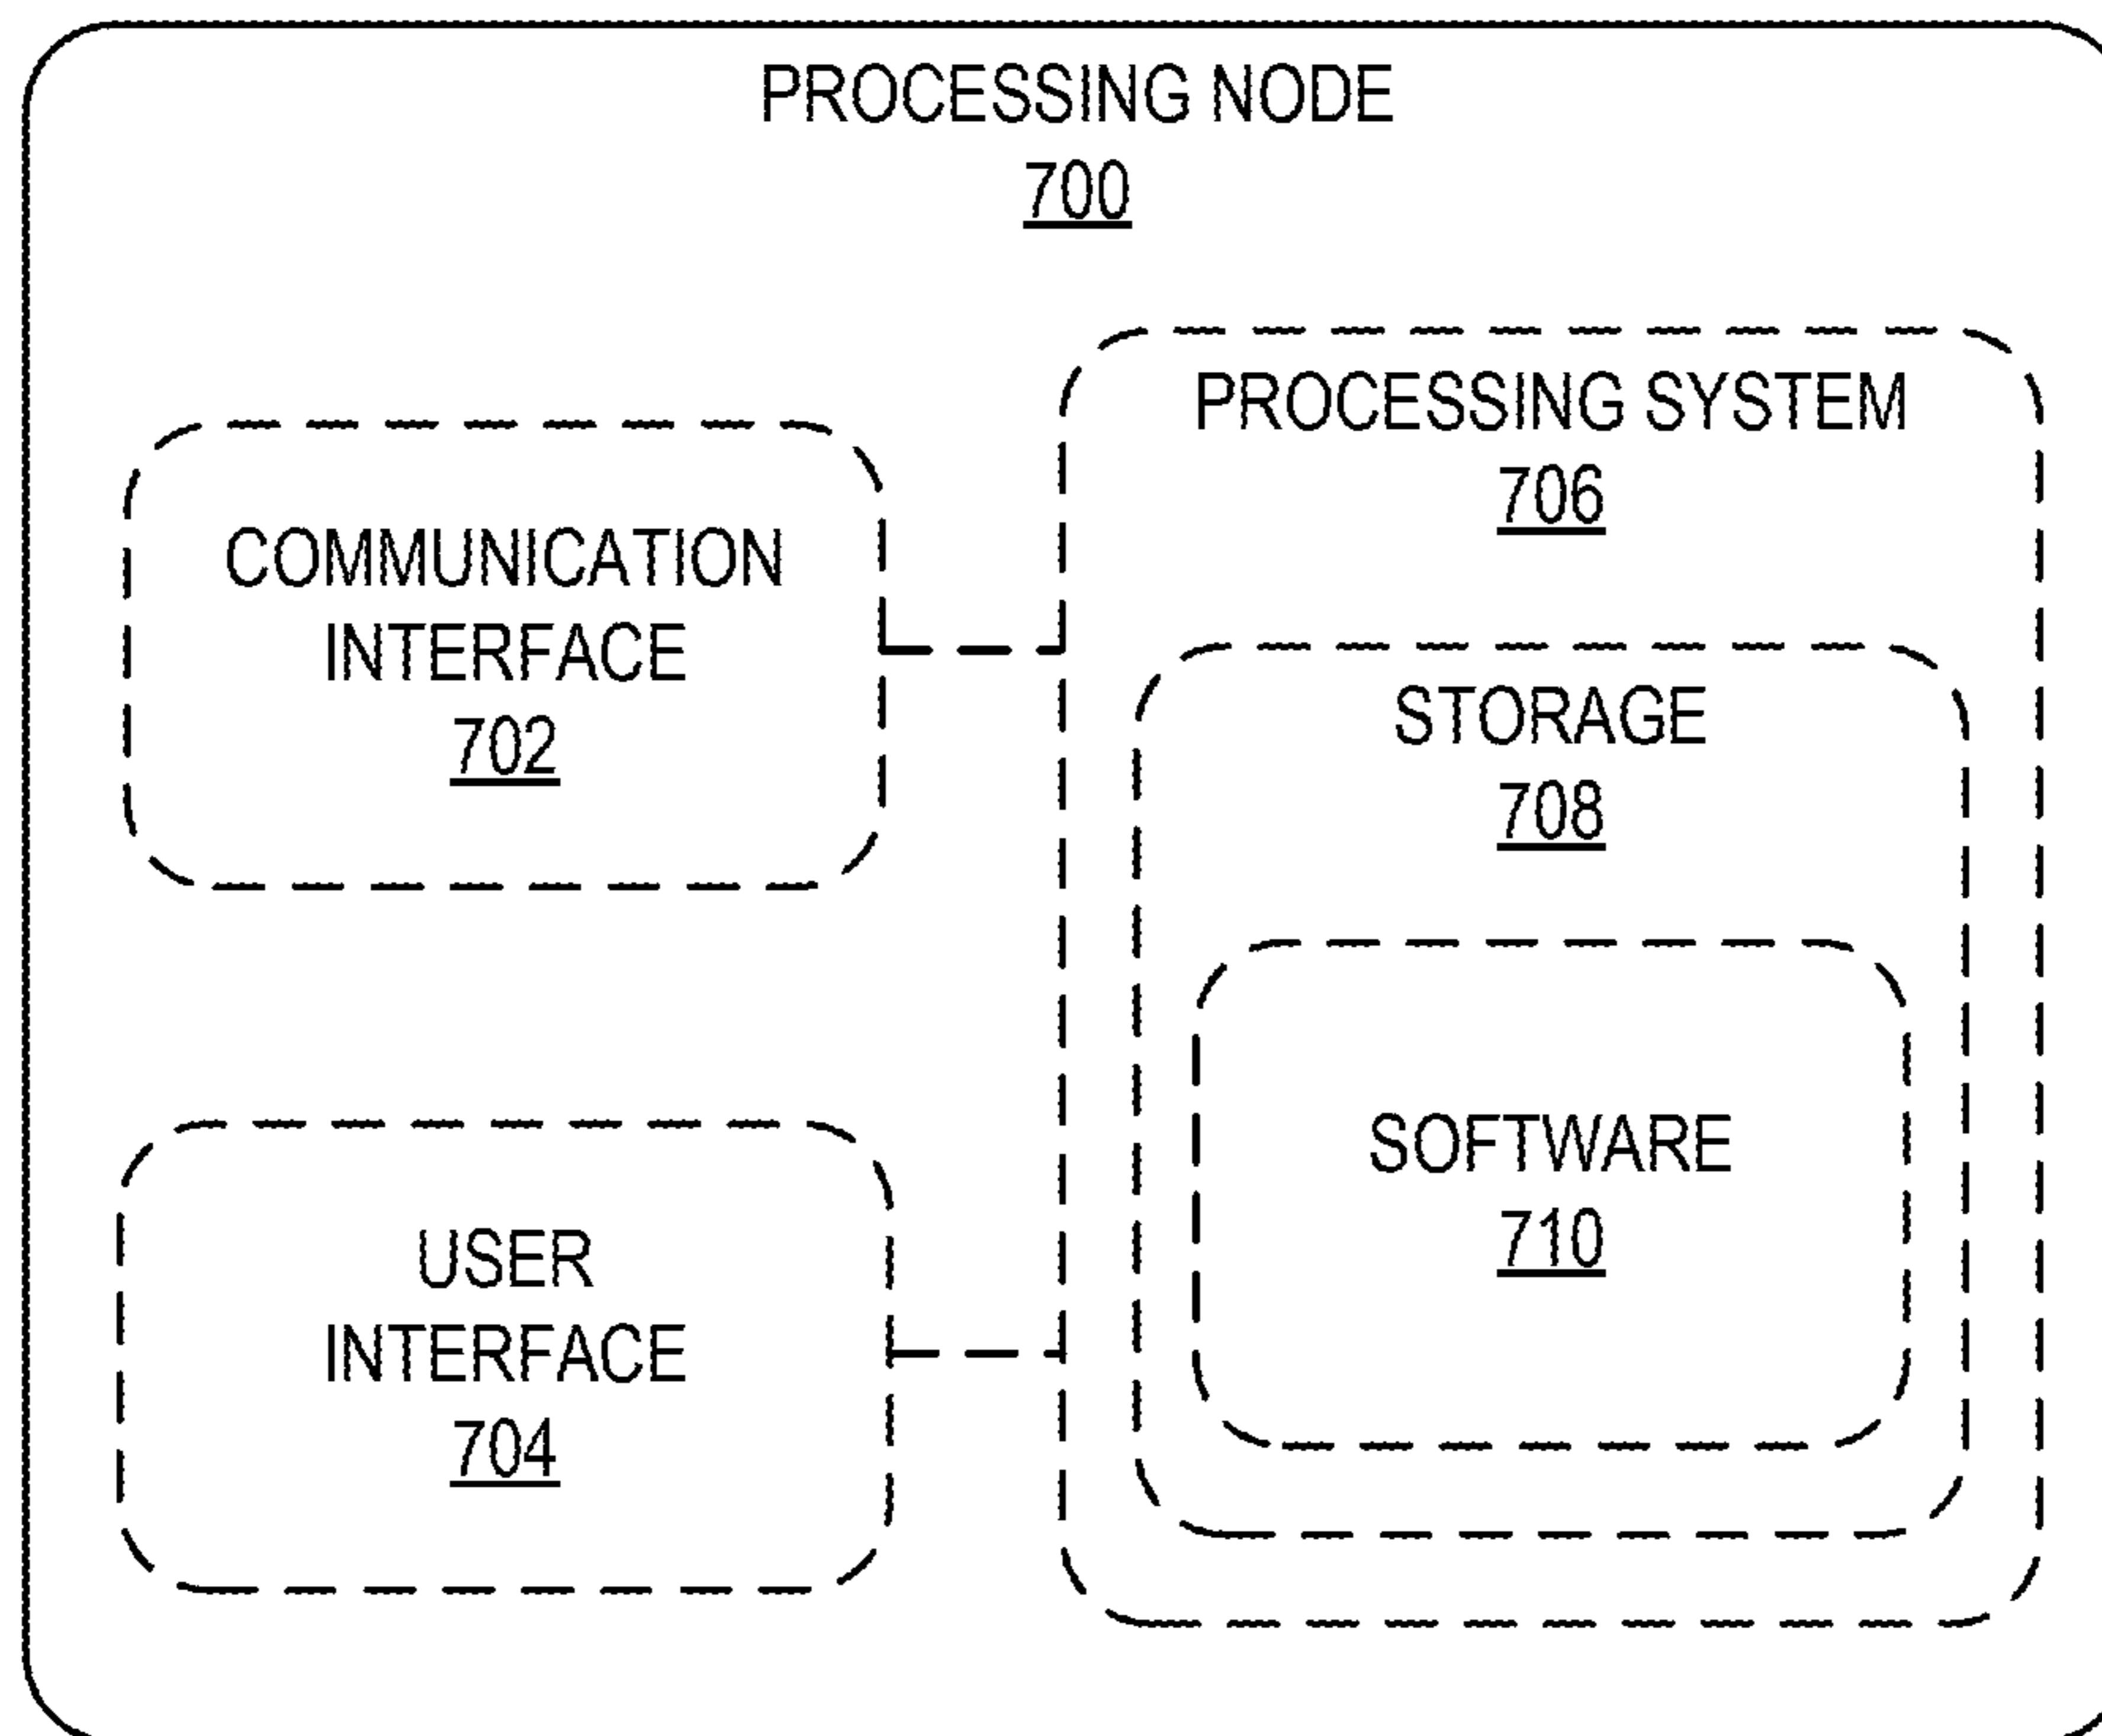 PROCESSING NODE
700
PROCESSING SYSTEM
706
COMMUNICATION
INTERFACE
702
STORAGE
708
SOFTWARE
710
USER
INTERFACE
704